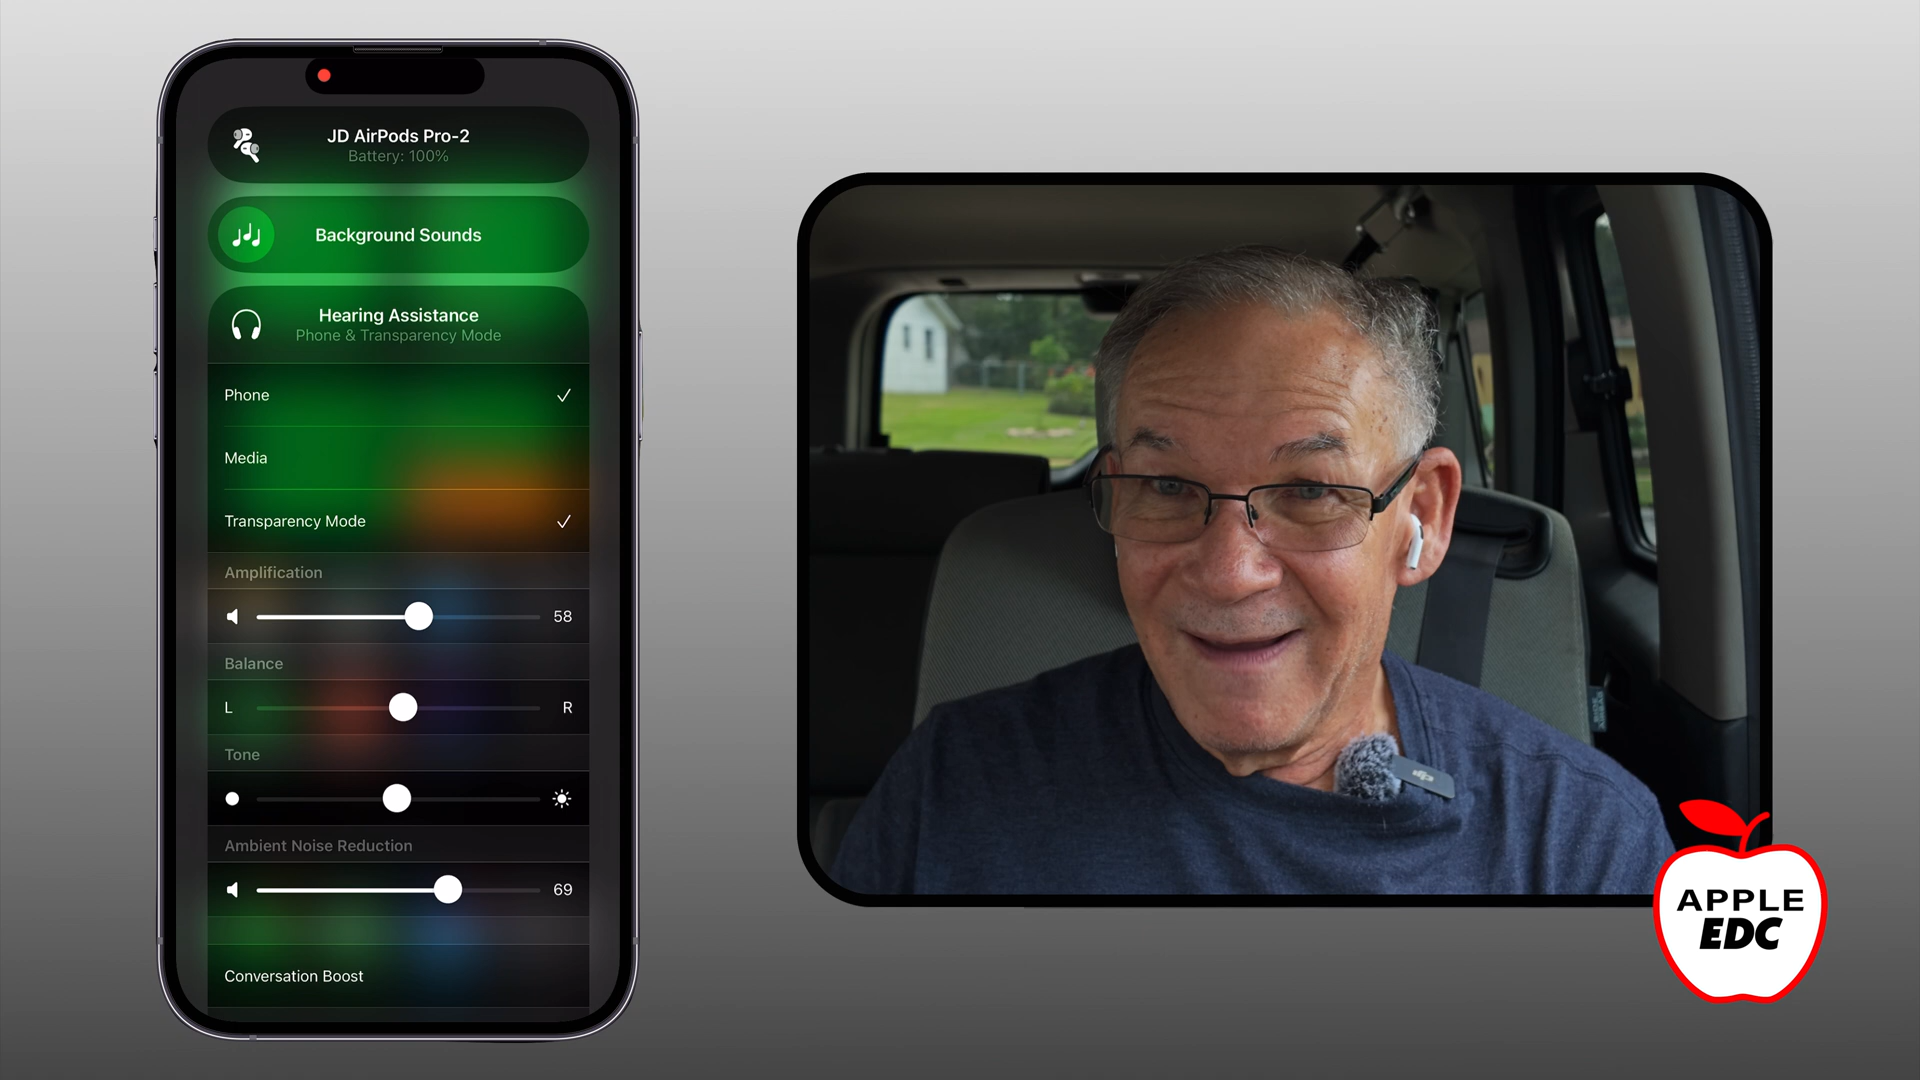 JD AirPods Pro-2
Battery: 100%
Background Sounds
Hearing Assistance
Phone & Transparency Mode
Phone
Media
Transparency Mode
Amplification
58
Balance
L R
Tone
Ambient Noise Reduction
69
Conversation Boost
APPLE
EDC